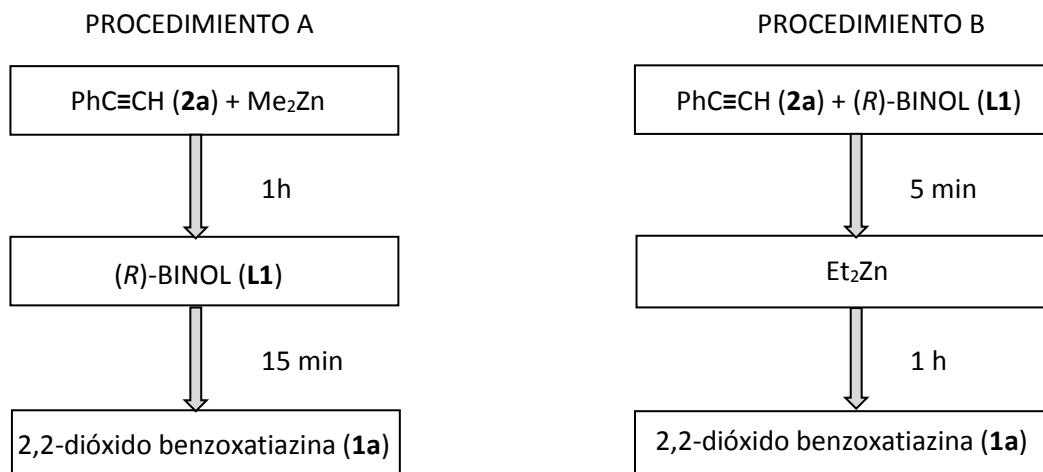 PROCEDIMIENTO A
PhC≡CH (2a) + Me₂Zn
1h
(R)-BINOL (L1)
15 min
2,2-dióxido benzoxatiazina (1a)
PROCEDIMIENTO B
PhC≡CH (2a) + (R)-BINOL (L1)
5 min
Et₂Zn
1 h
2,2-dióxido benzoxatiazina (1a)